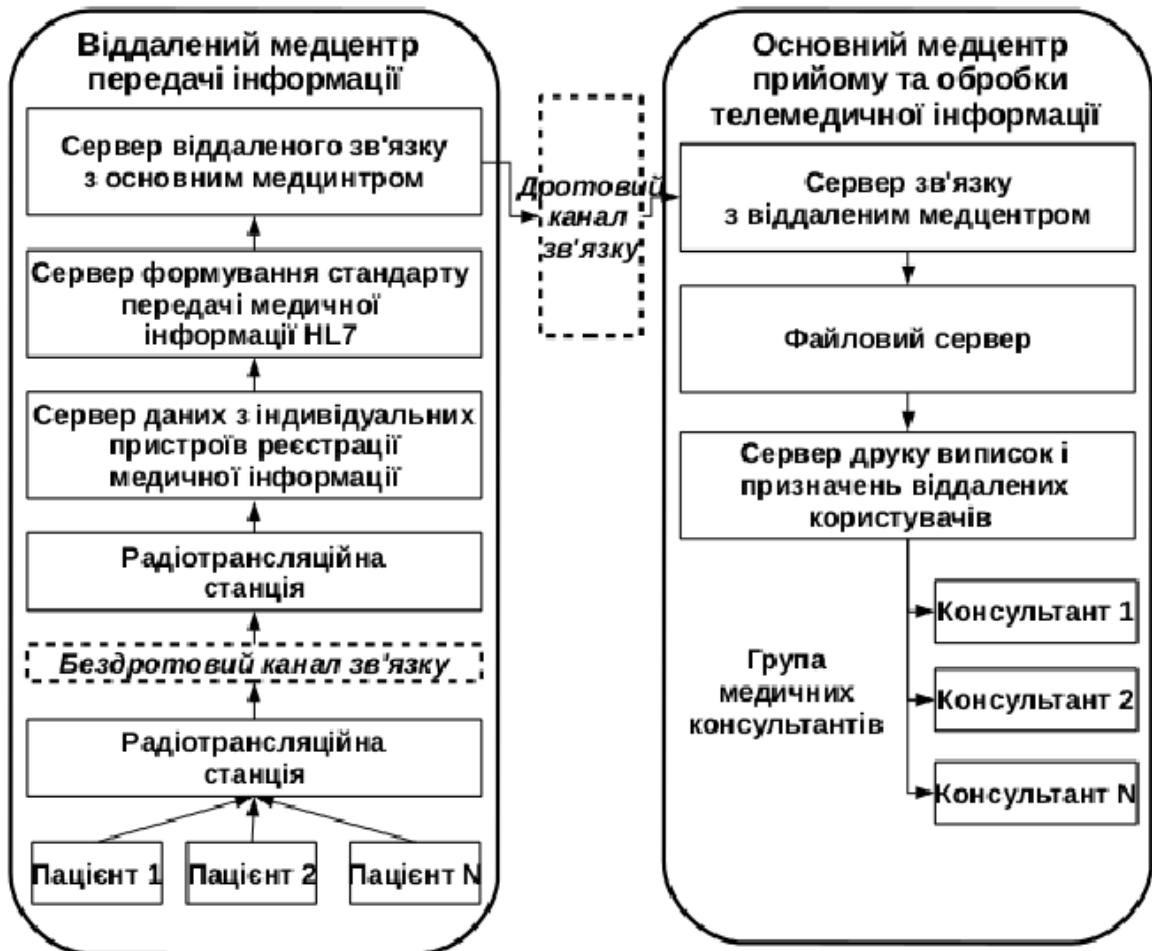 Віддалений медцентр
передачі інформації
Сервер віддаленого зв'язку
з основним медцинтром
Сервер формування стандарту
передачі медичної
інформації HL7
Сервер даних з індивідуальних
пристроїв реєстрації
медичної інформації
Радіотрансляційна
станція
Бездротовий канал зв'язку
Радіотрансляційна
станція
Пацієнт 1
Пацієнт 2
Пацієнт N
Дротовий
канал
зв'язку
Основний медцентр
прийому та обробки
телемедичної інформації
Сервер зв'язку
з віддаленим медцентром
Файловий сервер
Сервер друку виписок і
призначень віддалених
користувачів
Група
медичних
консультантів
Консультант 1
Консультант 2
Консультант N